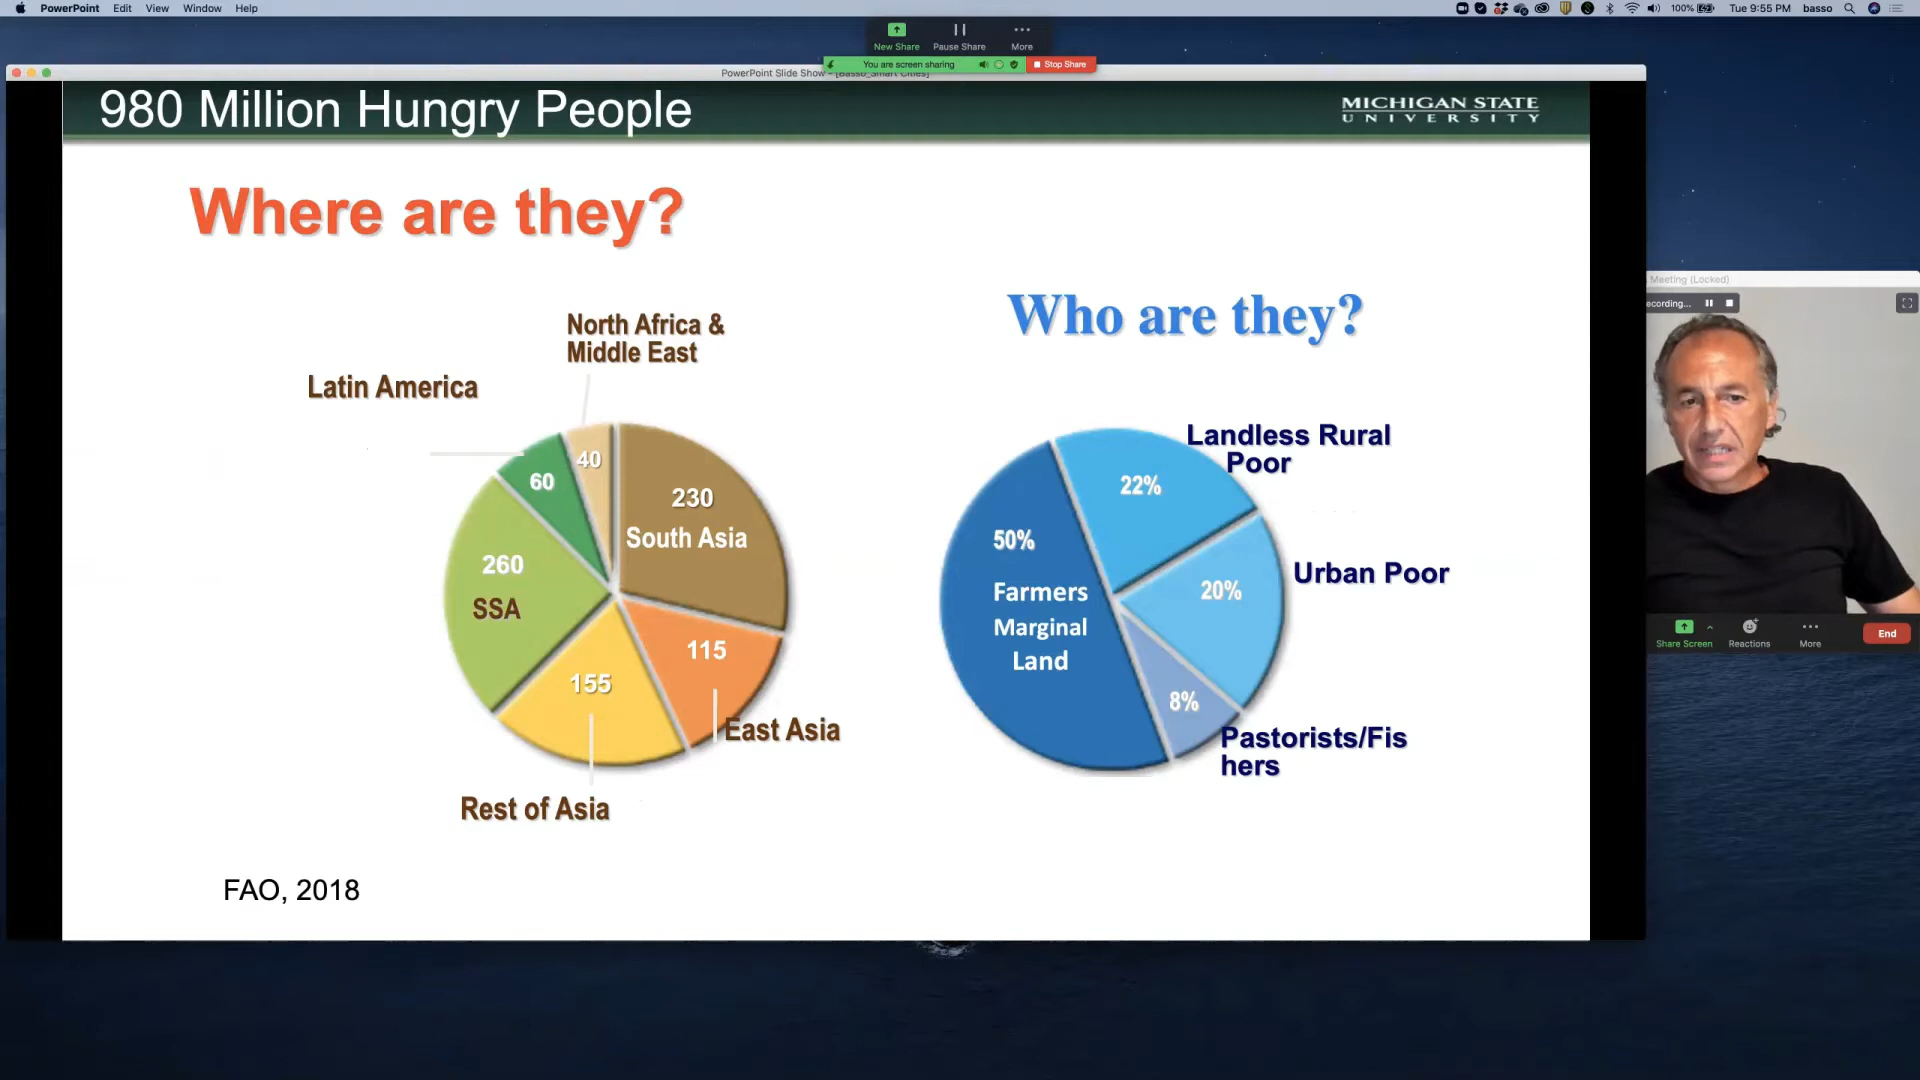 PowerPoint Edit View Window Help
100% Tue 9:55 PM basso
New Share Pause Share More
You are screen sharing Stop Share
PowerPoint Slide Show - [Basso_Smart Cities]
980 Million Hungry People
MICHIGAN STATE
UNIVERSITY
Where are they?
North Africa &
Middle East
Latin America
40
60
230
South Asia
260
SSA
115
155
East Asia
Rest of Asia
FAO, 2018
Who are they?
Landless Rural
Poor
22%
50%
Farmers
Marginal
Land
20%
Urban Poor
8%
Pastorists/Fis
hers
Meeting (Locked)
ecording...
Share Screen Reactions More End